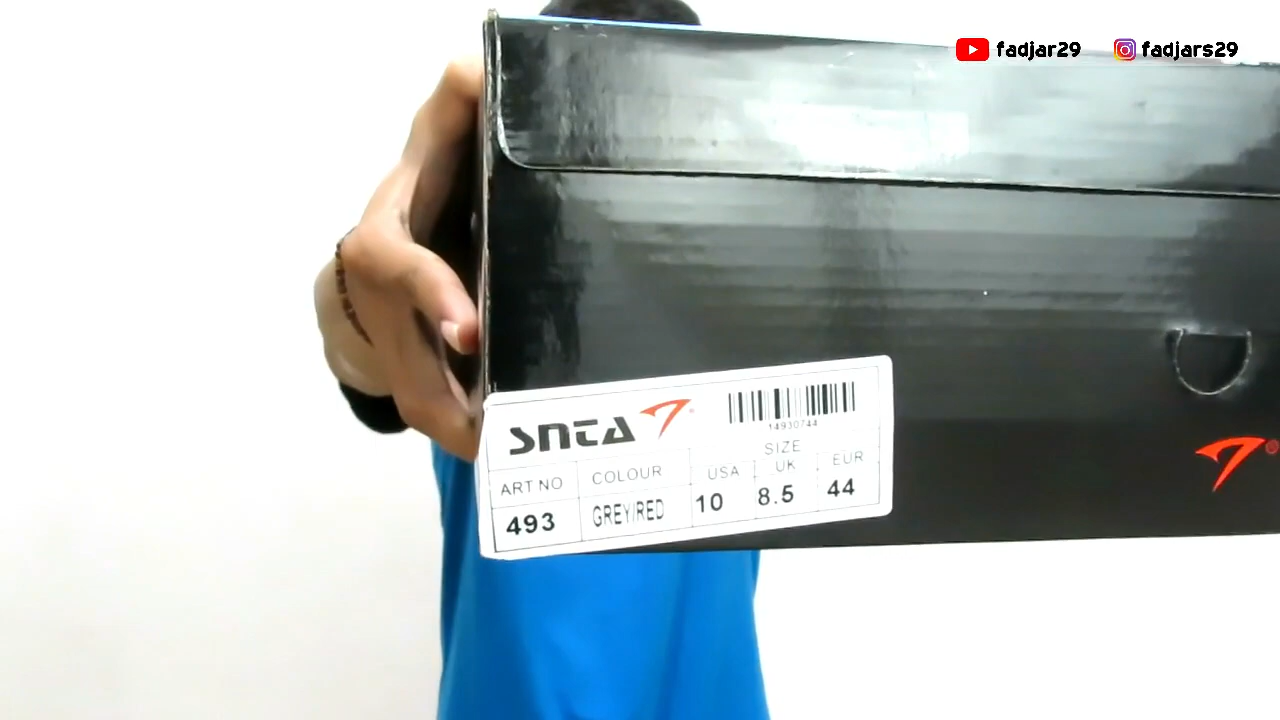 fadjar29 fadjars29
SNTA ®
14930744
SIZE
ART NO COLOUR USA UK EUR
493 GREY/RED 10 8.5 44
®